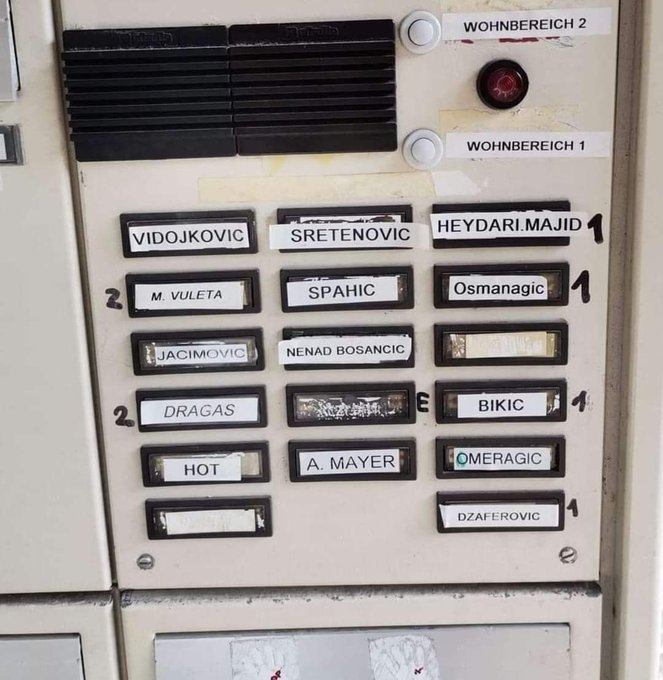 WOHNBEREICH 2
WOHNBEREICH 1
VIDOJKOVIC
SRETENOVIC
HEYDARI.MAJID 1
2 M. VULETA
SPAHIC
Osmanagic 1
JACIMOVIC
NENAD BOSANCIC
2 DRAGAS
E
BIKIC 1
HOT
A. MAYER
OMERAGIC
DZAFEROVIC 1